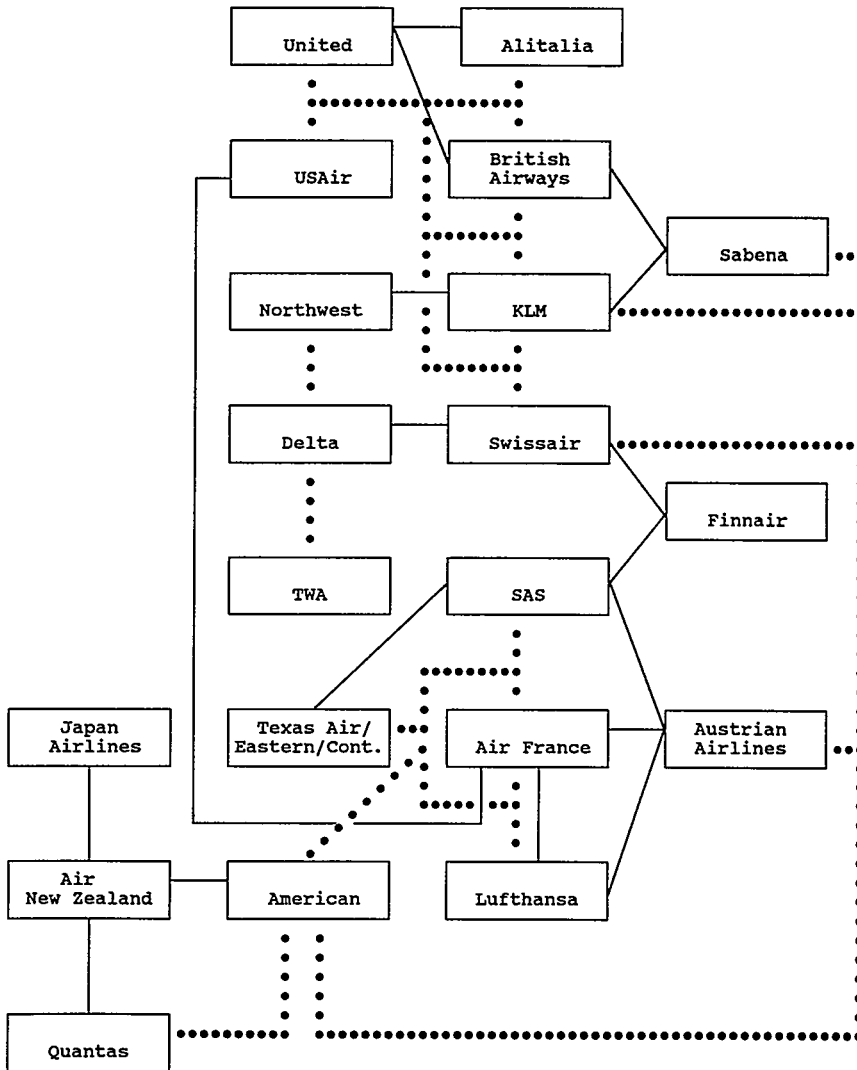 United
Alitalia
USAir
British
Airways
Sabena
Northwest
KLM
Delta
Swissair
Finnair
TWA
SAS
Japan
Airlines
Texas Air/
Eastern/Cont.
Air France
Austrian
Airlines
Air
New Zealand
American
Lufthansa
Quantas